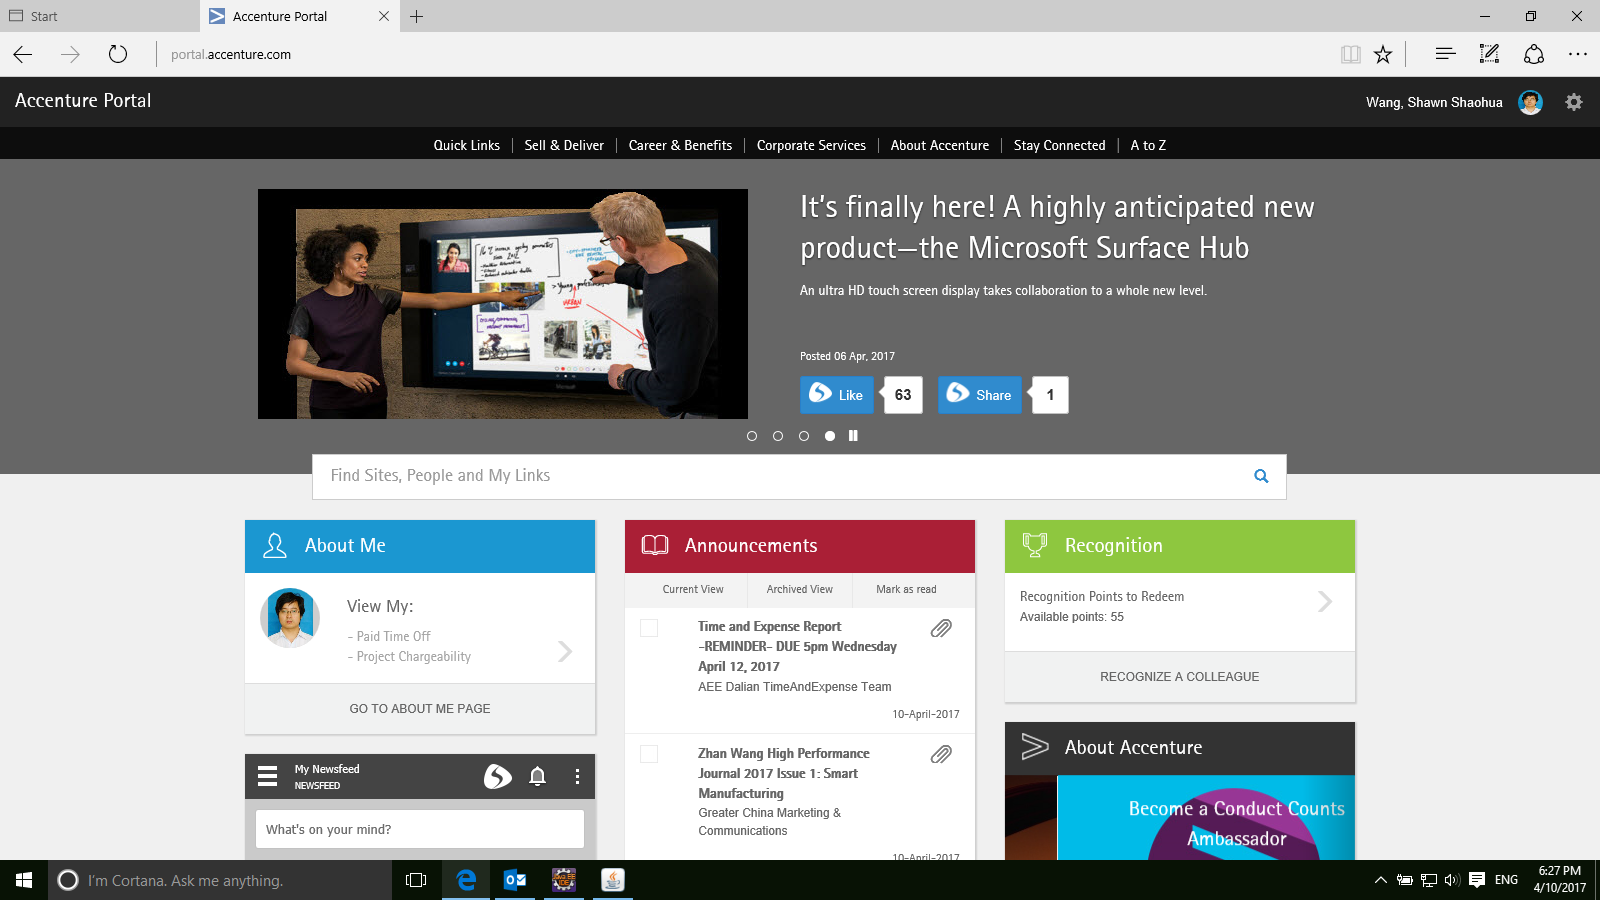 Start
Accenture Portal
portal.accenture.com
Accenture Portal
Wang, Shawn Shaohua
Quick Links
Sell & Deliver
Career & Benefits
Corporate Services
About Accenture
Stay Connected
A to Z
It's finally here! A highly anticipated new
product—the Microsoft Surface Hub
An ultra HD touch screen display takes collaboration to a whole new level.
Posted 06 Apr, 2017
Like
63
Share
1
Find Sites, People and My Links
About Me
View My:
- Paid Time Off
- Project Chargeability
GO TO ABOUT ME PAGE
My Newsfeed
NEWSFEED
What's on your mind?
Announcements
Current View
Archived View
Mark as read
Time and Expense Report
-REMINDER- DUE 5pm Wednesday
April 12, 2017
AEE Dalian TimeAndExpense Team
10-April-2017
Zhan Wang High Performance
Journal 2017 Issue 1: Smart
Manufacturing
Greater China Marketing &
Communications
10-April-2017
Recognition
Recognition Points to Redeem
Available points: 55
RECOGNIZE A COLLEAGUE
About Accenture
Become a Conduct Counts
Ambassador
I'm Cortana. Ask me anything.
ENG
6:27 PM
4/10/2017